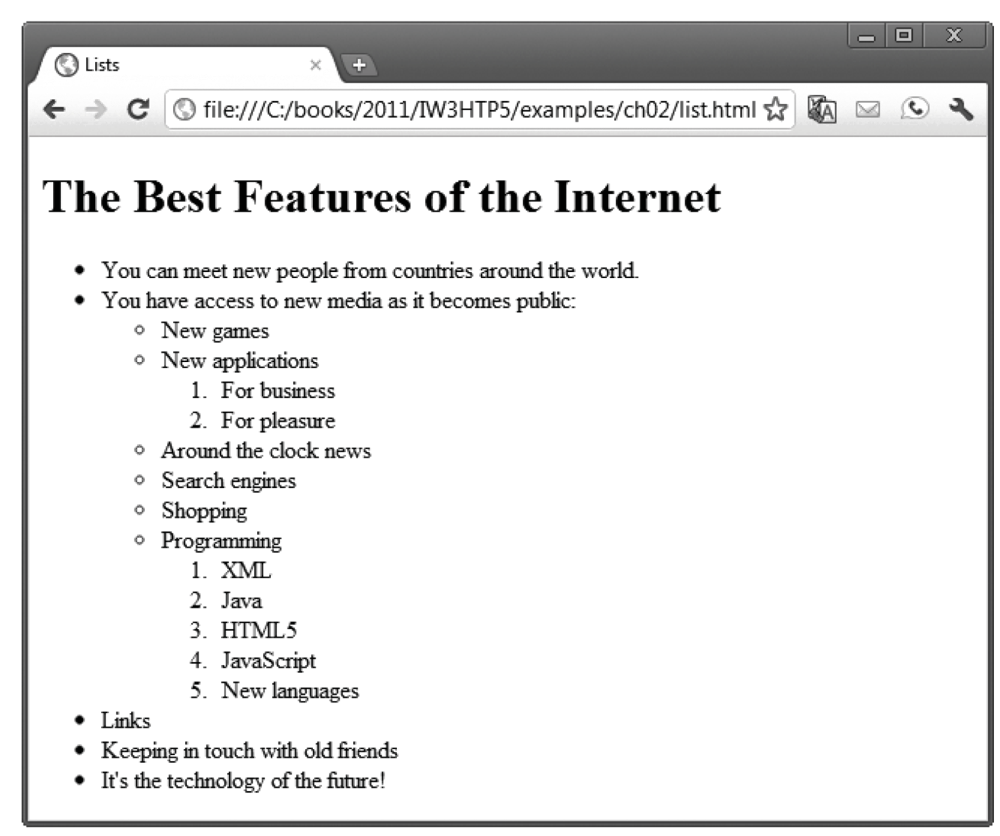 Lists
file:///C:/books/2011/IW3HTP5/examples/ch02/list.html
The Best Features of the Internet
• You can meet new people from countries around the world.
• You have access to new media as it becomes public:
◦ New games
◦ New applications
1. For business
2. For pleasure
◦ Around the clock news
◦ Search engines
◦ Shopping
◦ Programming
1. XML
2. Java
3. HTML5
4. JavaScript
5. New languages
• Links
• Keeping in touch with old friends
• It's the technology of the future!